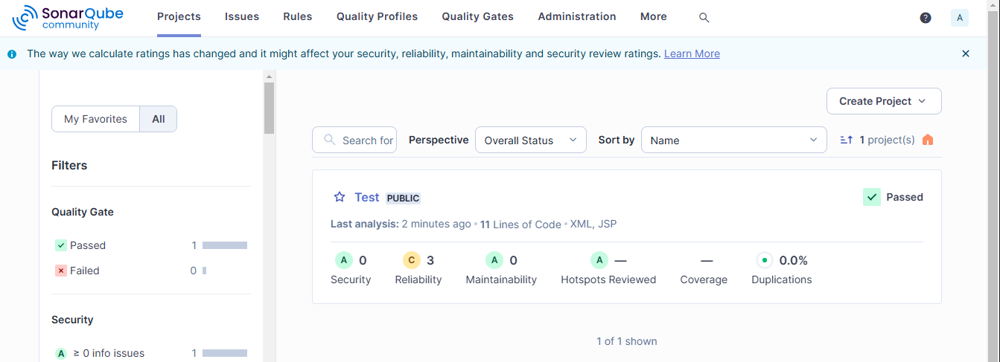 SonarQube community Projects Issues Rules Quality Profiles Quality Gates Administration More ? A
The way we calculate ratings has changed and it might affect your security, reliability, maintainability and security review ratings. Learn More
My Favorites All
Filters
Quality Gate
Passed 1
Failed 0
Security
A ≥ 0 info issues 1
Create Project
Search for Perspective Overall Status Sort by Name 1 project(s)
Test PUBLIC Passed
Last analysis: 2 minutes ago • 11 Lines of Code • XML, JSP
A 0 C 3 A 0 A — — 0.0%
Security Reliability Maintainability Hotspots Reviewed Coverage Duplications
1 of 1 shown